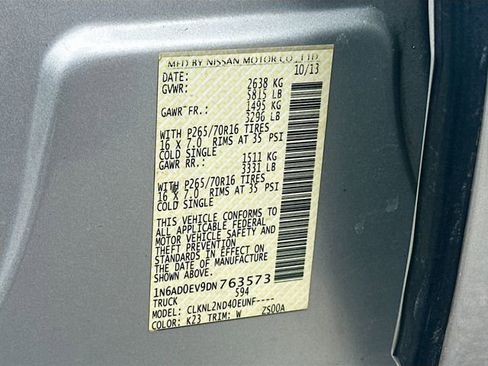 MFD BY NISSAN MOTOR CO., LTD.
DATE: 10/13
GVWR: 2638 KG
5815 LB
GAWR FR.: 1495 KG
3296 LB
WITH P265/70R16 TIRES
16 X 7.0 RIMS AT 35 PSI
COLD SINGLE
GAWR RR.: 1511 KG
3331 LB
WITH P265/70R16 TIRES
16 X 7.0 RIMS AT 35 PSI
COLD SINGLE
THIS VEHICLE CONFORMS TO
ALL APPLICABLE FEDERAL
MOTOR VEHICLE SAFETY AND
THEFT PREVENTION
STANDARDS IN EFFECT ON
THE DATE OF MANUFACTURE
SHOWN ABOVE.
1N6AD0EV9DN763573
TRUCK 594
MODEL: CLKNL2ND40EUNF----
COLOR: K23 TRIM: W ZS00A